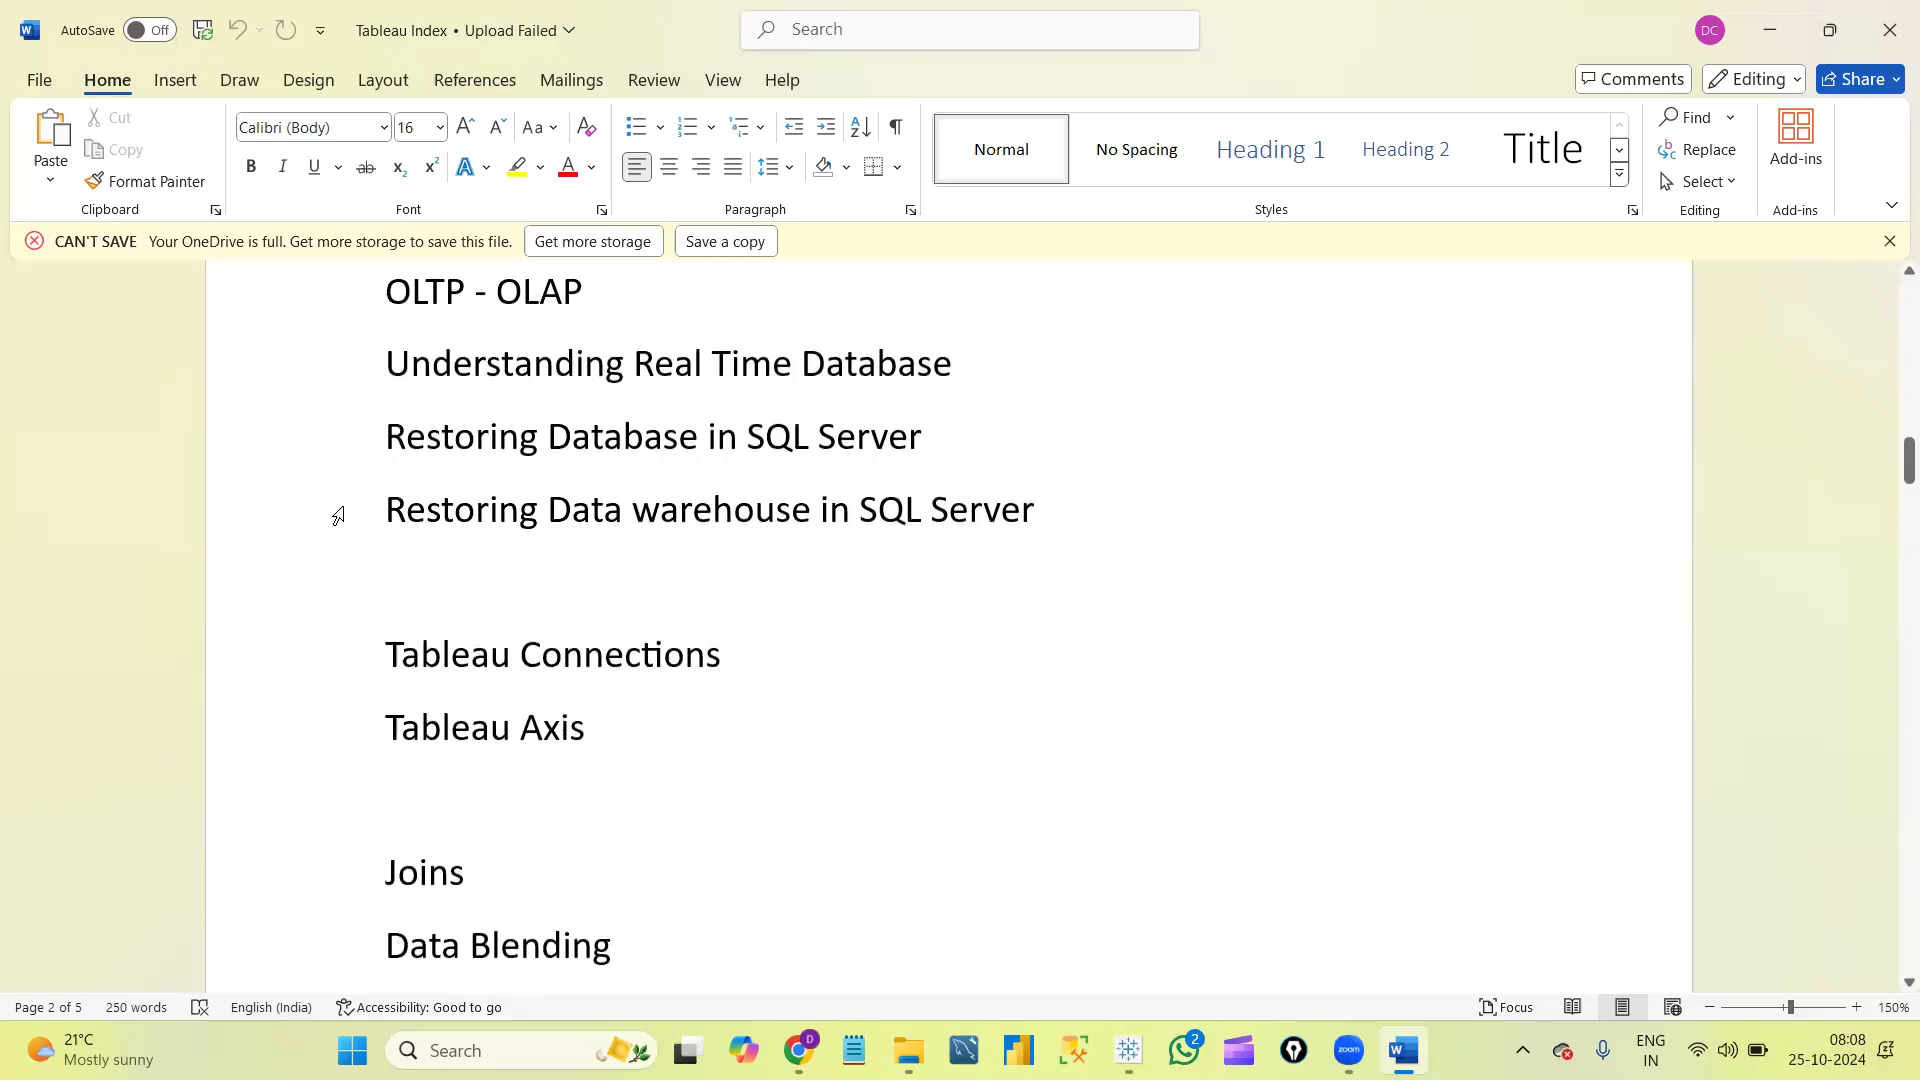 AutoSave Off Tableau Index • Upload Failed Search DC
File Home Insert Draw Design Layout References Mailings Review View Help Comments Editing Share
Paste Cut Copy Format Painter
Calibri (Body) 16 Aa
Normal No Spacing Heading 1 Heading 2 Title
Find Replace Select Add-ins
Clipboard Font Paragraph Styles Editing Add-ins
CAN'T SAVE Your OneDrive is full. Get more storage to save this file. Get more storage Save a copy
OLTP - OLAP
Understanding Real Time Database
Restoring Database in SQL Server
Restoring Data warehouse in SQL Server
Tableau Connections
Tableau Axis
Joins
Data Blending
Page 2 of 5 250 words English (India) Accessibility: Good to go Focus 150%
21°C
Mostly sunny
Search
D
2
zoom
ENG
IN
08:08
25-10-2024